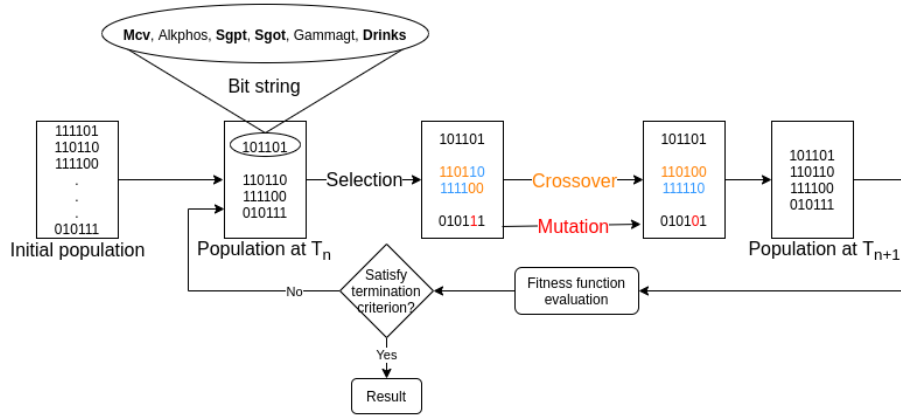 Mcv, Alkphos, Sgpt, Sgot, Gammagt, Drinks
Bit string
111101
110110
111100
.
.
.
010111
Initial population
101101
110110
111100
010111
Population at Tn
Selection
101101
110110
111100
010111
Crossover
Mutation
101101
110100
111110
010101
101101
110110
111100
010111
Population at Tn+1
Fitness function
evaluation
Satisfy
termination
criterion?
No
Yes
Result